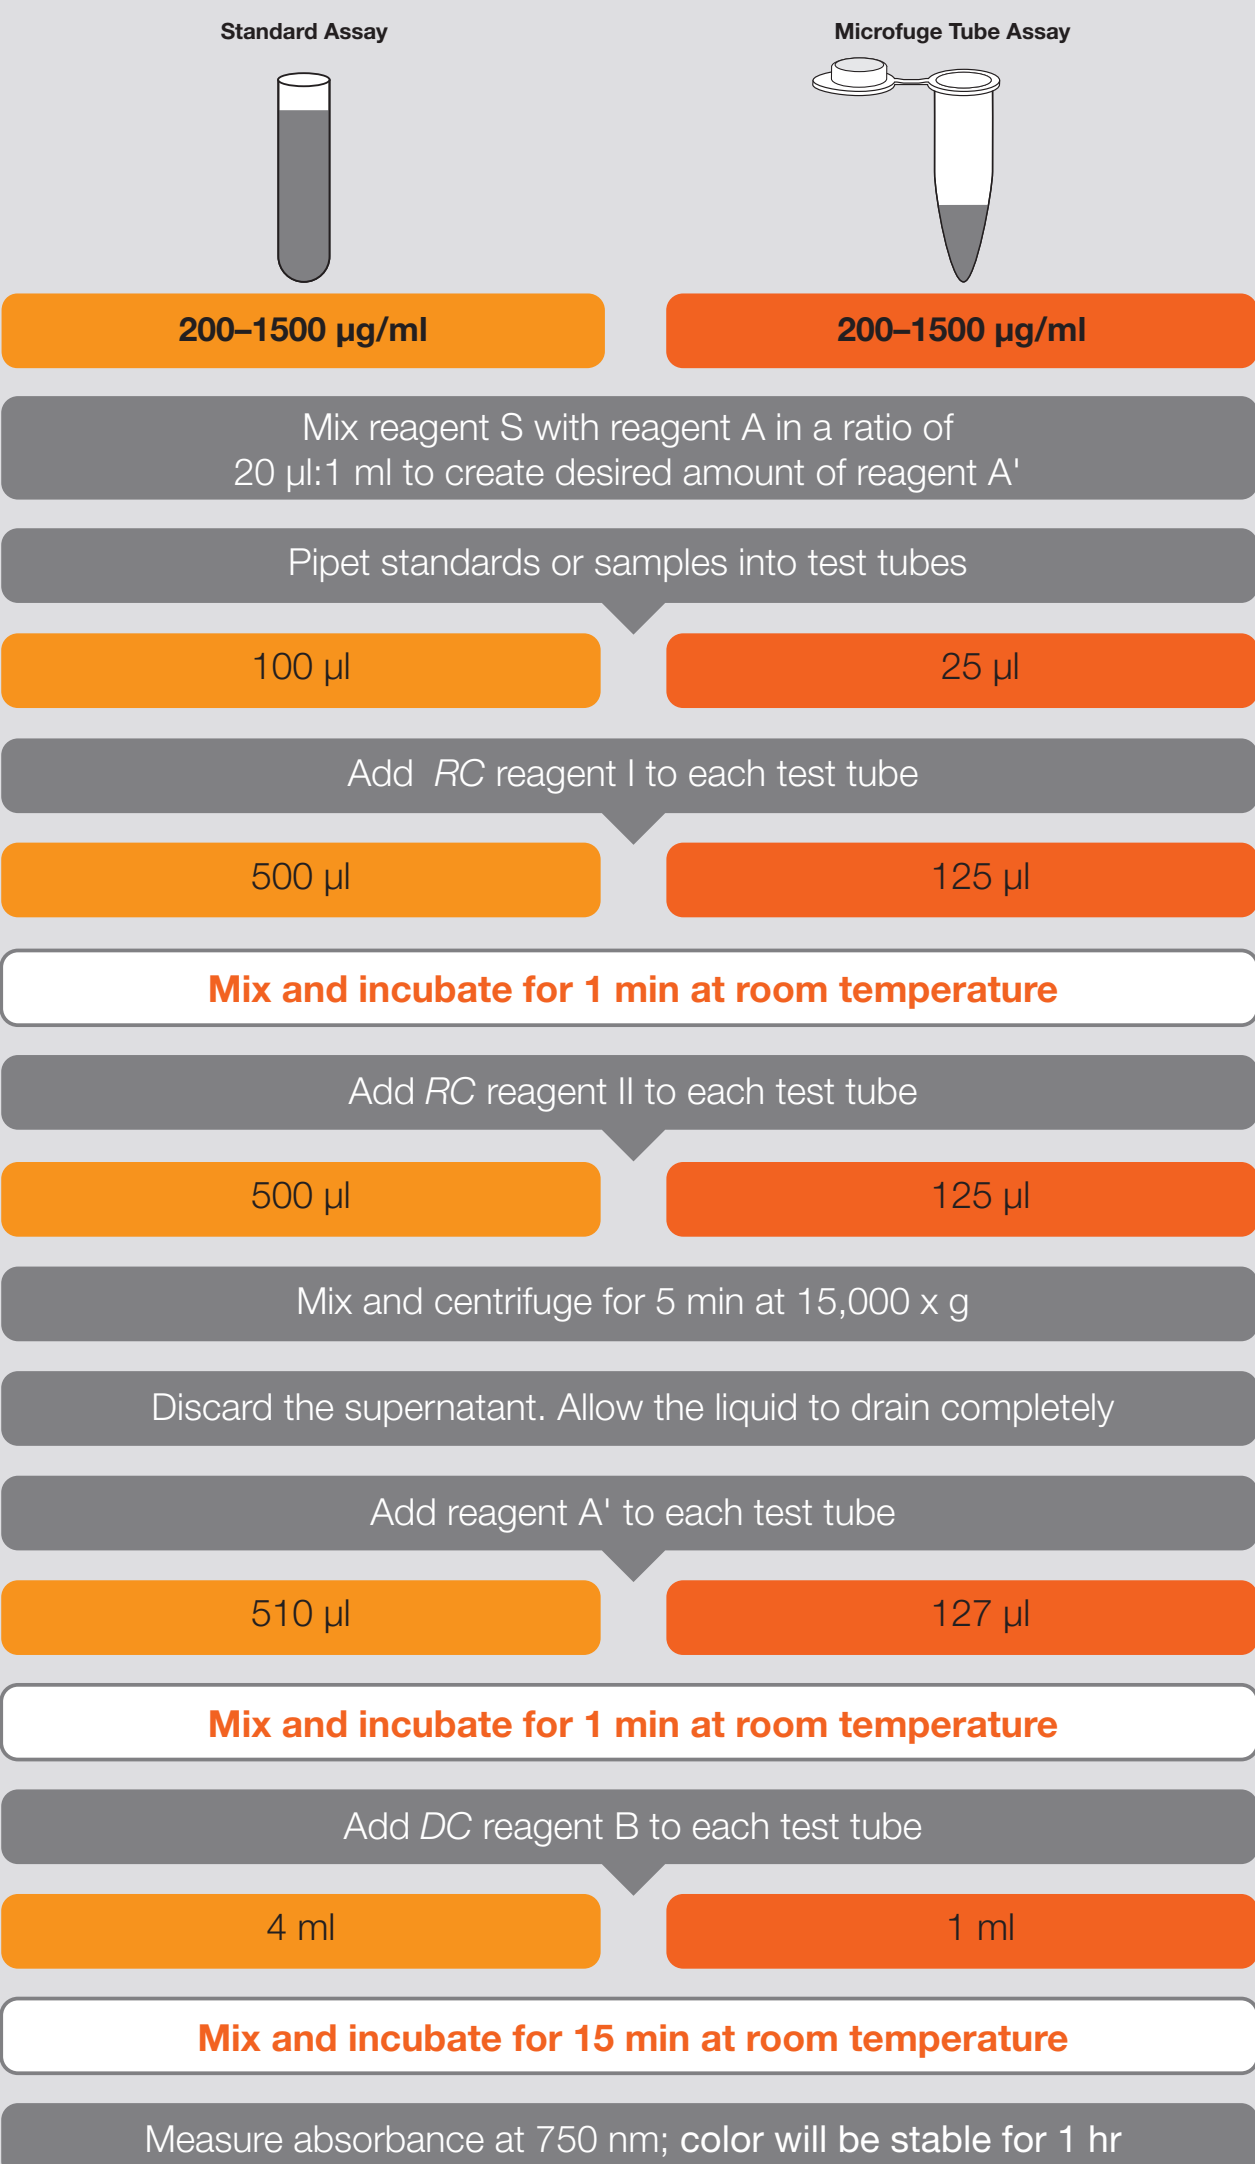 Standard Assay
Microfuge Tube Assay
200–1500 µg/ml
200–1500 µg/ml
Mix reagent S with reagent A in a ratio of
20 µl:1 ml to create desired amount of reagent A'
Pipet standards or samples into test tubes
100 µl
25 µl
Add RC reagent I to each test tube
500 µl
125 µl
Mix and incubate for 1 min at room temperature
Add RC reagent II to each test tube
500 µl
125 µl
Mix and centrifuge for 5 min at 15,000 x g
Discard the supernatant. Allow the liquid to drain completely
Add reagent A' to each test tube
510 µl
127 µl
Mix and incubate for 1 min at room temperature
Add DC reagent B to each test tube
4 ml
1 ml
Mix and incubate for 15 min at room temperature
Measure absorbance at 750 nm; color will be stable for 1 hr